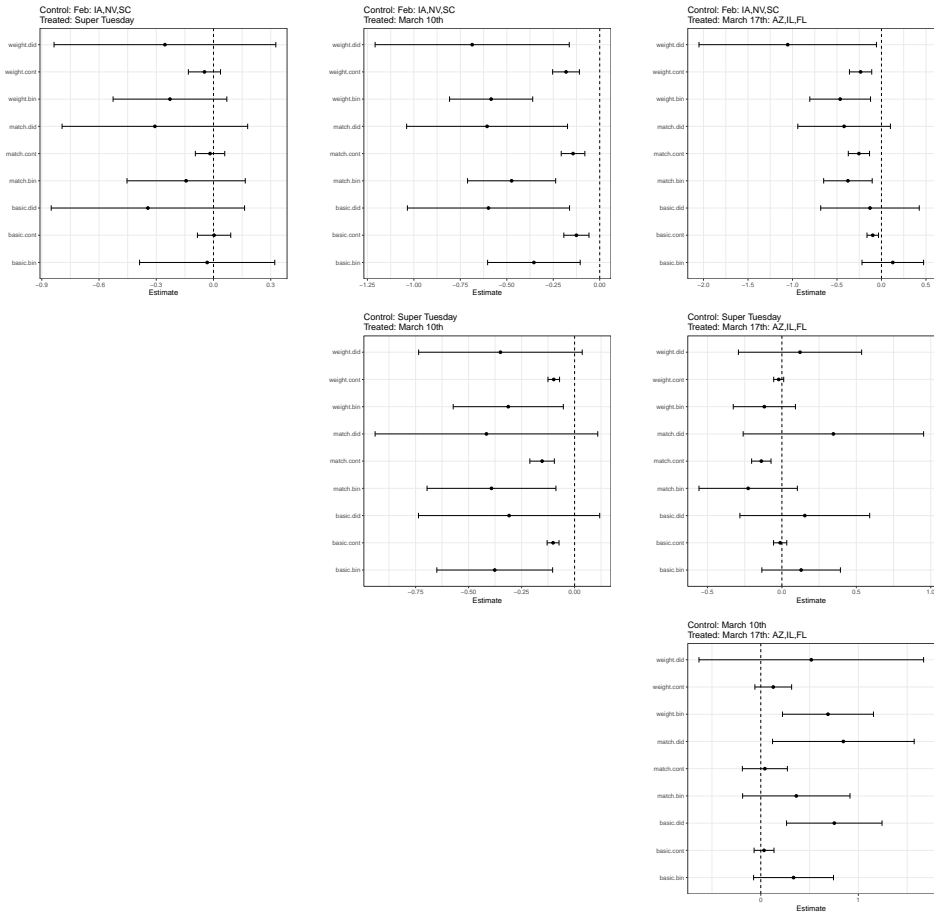 Control: Feb: IA,NV,SC
Treated: Super Tuesday
weight.did
weight.cont
weight.bin
match.did
match.cont
match.bin
basic.did
basic.cont
basic.bin
−0.9 −0.6 −0.3 0.0 0.3
Estimate
Control: Feb: IA,NV,SC
Treated: March 10th
weight.did
weight.cont
weight.bin
match.did
match.cont
match.bin
basic.did
basic.cont
basic.bin
−1.25 −1.00 −0.75 −0.50 −0.25 0.00
Estimate
Control: Feb: IA,NV,SC
Treated: March 17th: AZ,IL,FL
weight.did
weight.cont
weight.bin
match.did
match.cont
match.bin
basic.did
basic.cont
basic.bin
−2.0 −1.5 −1.0 −0.5 0.0 0.5
Estimate
Control: Super Tuesday
Treated: March 10th
weight.did
weight.cont
weight.bin
match.did
match.cont
match.bin
basic.did
basic.cont
basic.bin
−0.75 −0.50 −0.25 0.00
Estimate
Control: Super Tuesday
Treated: March 17th: AZ,IL,FL
weight.did
weight.cont
weight.bin
match.did
match.cont
match.bin
basic.did
basic.cont
basic.bin
−0.5 0.0 0.5 1.0
Estimate
Control: March 10th
Treated: March 17th: AZ,IL,FL
weight.did
weight.cont
weight.bin
match.did
match.cont
match.bin
basic.did
basic.cont
basic.bin
0 1
Estimate